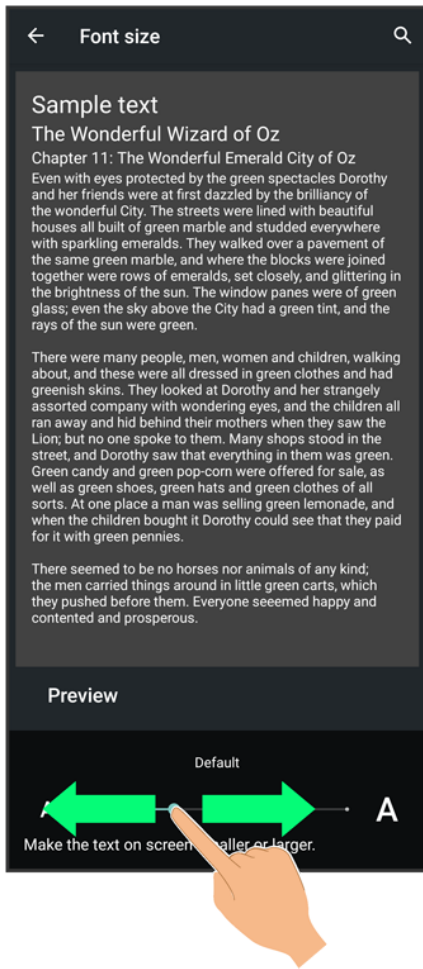 Font size
Sample text
The Wonderful Wizard of Oz
Chapter 11: The Wonderful Emerald City of Oz
Even with eyes protected by the green spectacles Dorothy
and her friends were at first dazzled by the brilliancy of
the wonderful City. The streets were lined with beautiful
houses all built of green marble and studded everywhere
with sparkling emeralds. They walked over a pavement of
the same green marble, and where the blocks were joined
together were rows of emeralds, set closely, and glittering in
the brightness of the sun. The window panes were of green
glass; even the sky above the City had a green tint, and the
rays of the sun were green.
There were many people, men, women and children, walking
about, and these were all dressed in green clothes and had
greenish skins. They looked at Dorothy and her strangely
assorted company with wondering eyes, and the children all
ran away and hid behind their mothers when they saw the
Lion; but no one spoke to them. Many shops stood in the
street, and Dorothy saw that everything in them was green.
Green candy and green pop-corn were offered for sale, as
well as green shoes, green hats and green clothes of all
sorts. At one place a man was selling green lemonade, and
when the children bought it Dorothy could see that they paid
for it with green pennies.
There seemed to be no horses nor animals of any kind;
the men carried things around in little green carts, which
they pushed before them. Everyone seeemed happy and
contented and prosperous.
Preview
Default
A A
Make the text on screen smaller or larger.